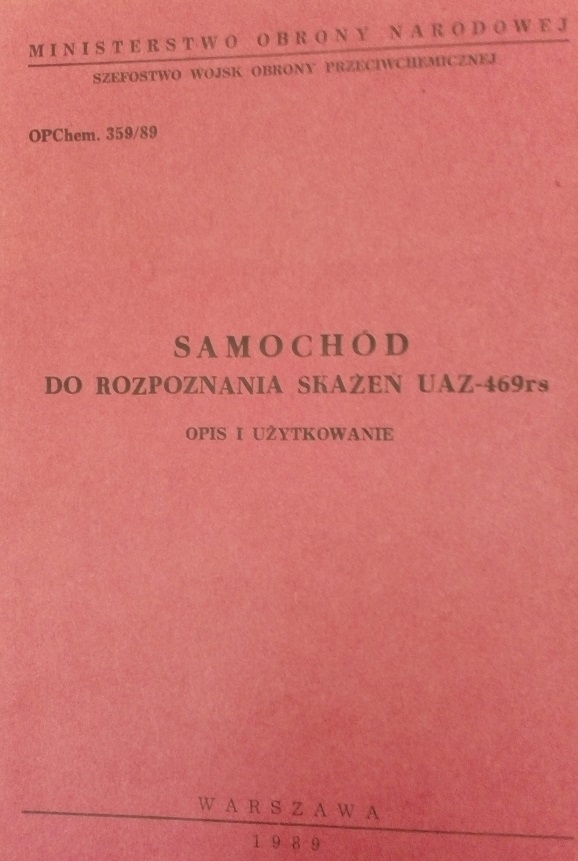 MINISTERSTWO OBRONY NARODOWEJ
SZEFOSTWO WOJSK OBRONY PRZECIWCHEMICZNEJ
OPChem. 359/89
SAMOCHÓD
DO ROZPOZNANIA SKAŻEŃ UAZ-469rs
OPIS I UŻYTKOWANIE
WARSZAWA
1989